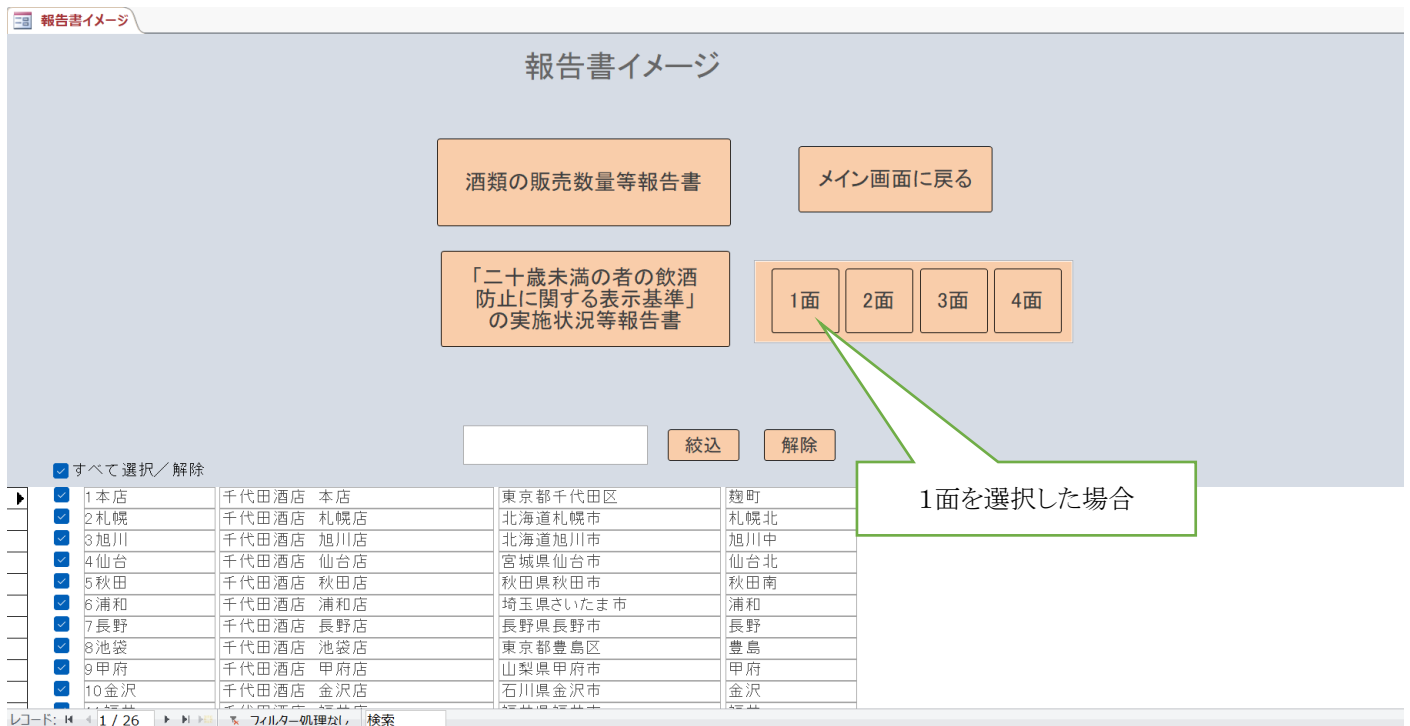 報告書イメージ
報告書イメージ
酒類の販売数量等報告書
メイン画面に戻る
「二十歳未満の者の飲酒
防止に関する表示基準」
の実施状況等報告書
1面 2面 3面 4面
絞込 解除
すべて選択／解除
1面を選択した場合
1本店 千代田酒店 本店 東京都千代田区 麹町
2札幌 千代田酒店 札幌店 北海道札幌市 札幌北
3旭川 千代田酒店 旭川店 北海道旭川市 旭川中
4仙台 千代田酒店 仙台店 宮城県仙台市 仙台北
5秋田 千代田酒店 秋田店 秋田県秋田市 秋田南
6浦和 千代田酒店 浦和店 埼玉県さいたま市 浦和
7長野 千代田酒店 長野店 長野県長野市 長野
8池袋 千代田酒店 池袋店 東京都豊島区 豊島
9甲府 千代田酒店 甲府店 山梨県甲府市 甲府
10金沢 千代田酒店 金沢店 石川県金沢市 金沢
レコード: 1 / 26 フィルター処理なし 検索